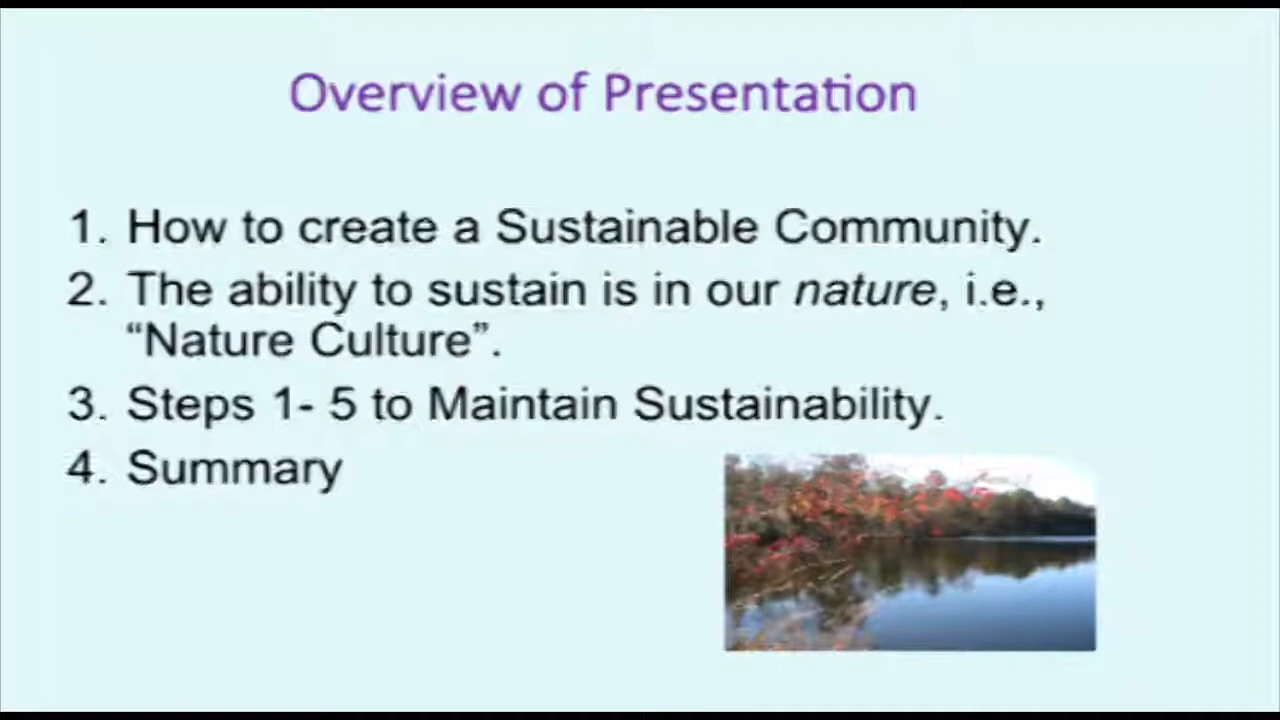 Overview of Presentation
1. How to create a Sustainable Community.
2. The ability to sustain is in our nature, i.e.,
“Nature Culture”.
3. Steps 1- 5 to Maintain Sustainability.
4. Summary